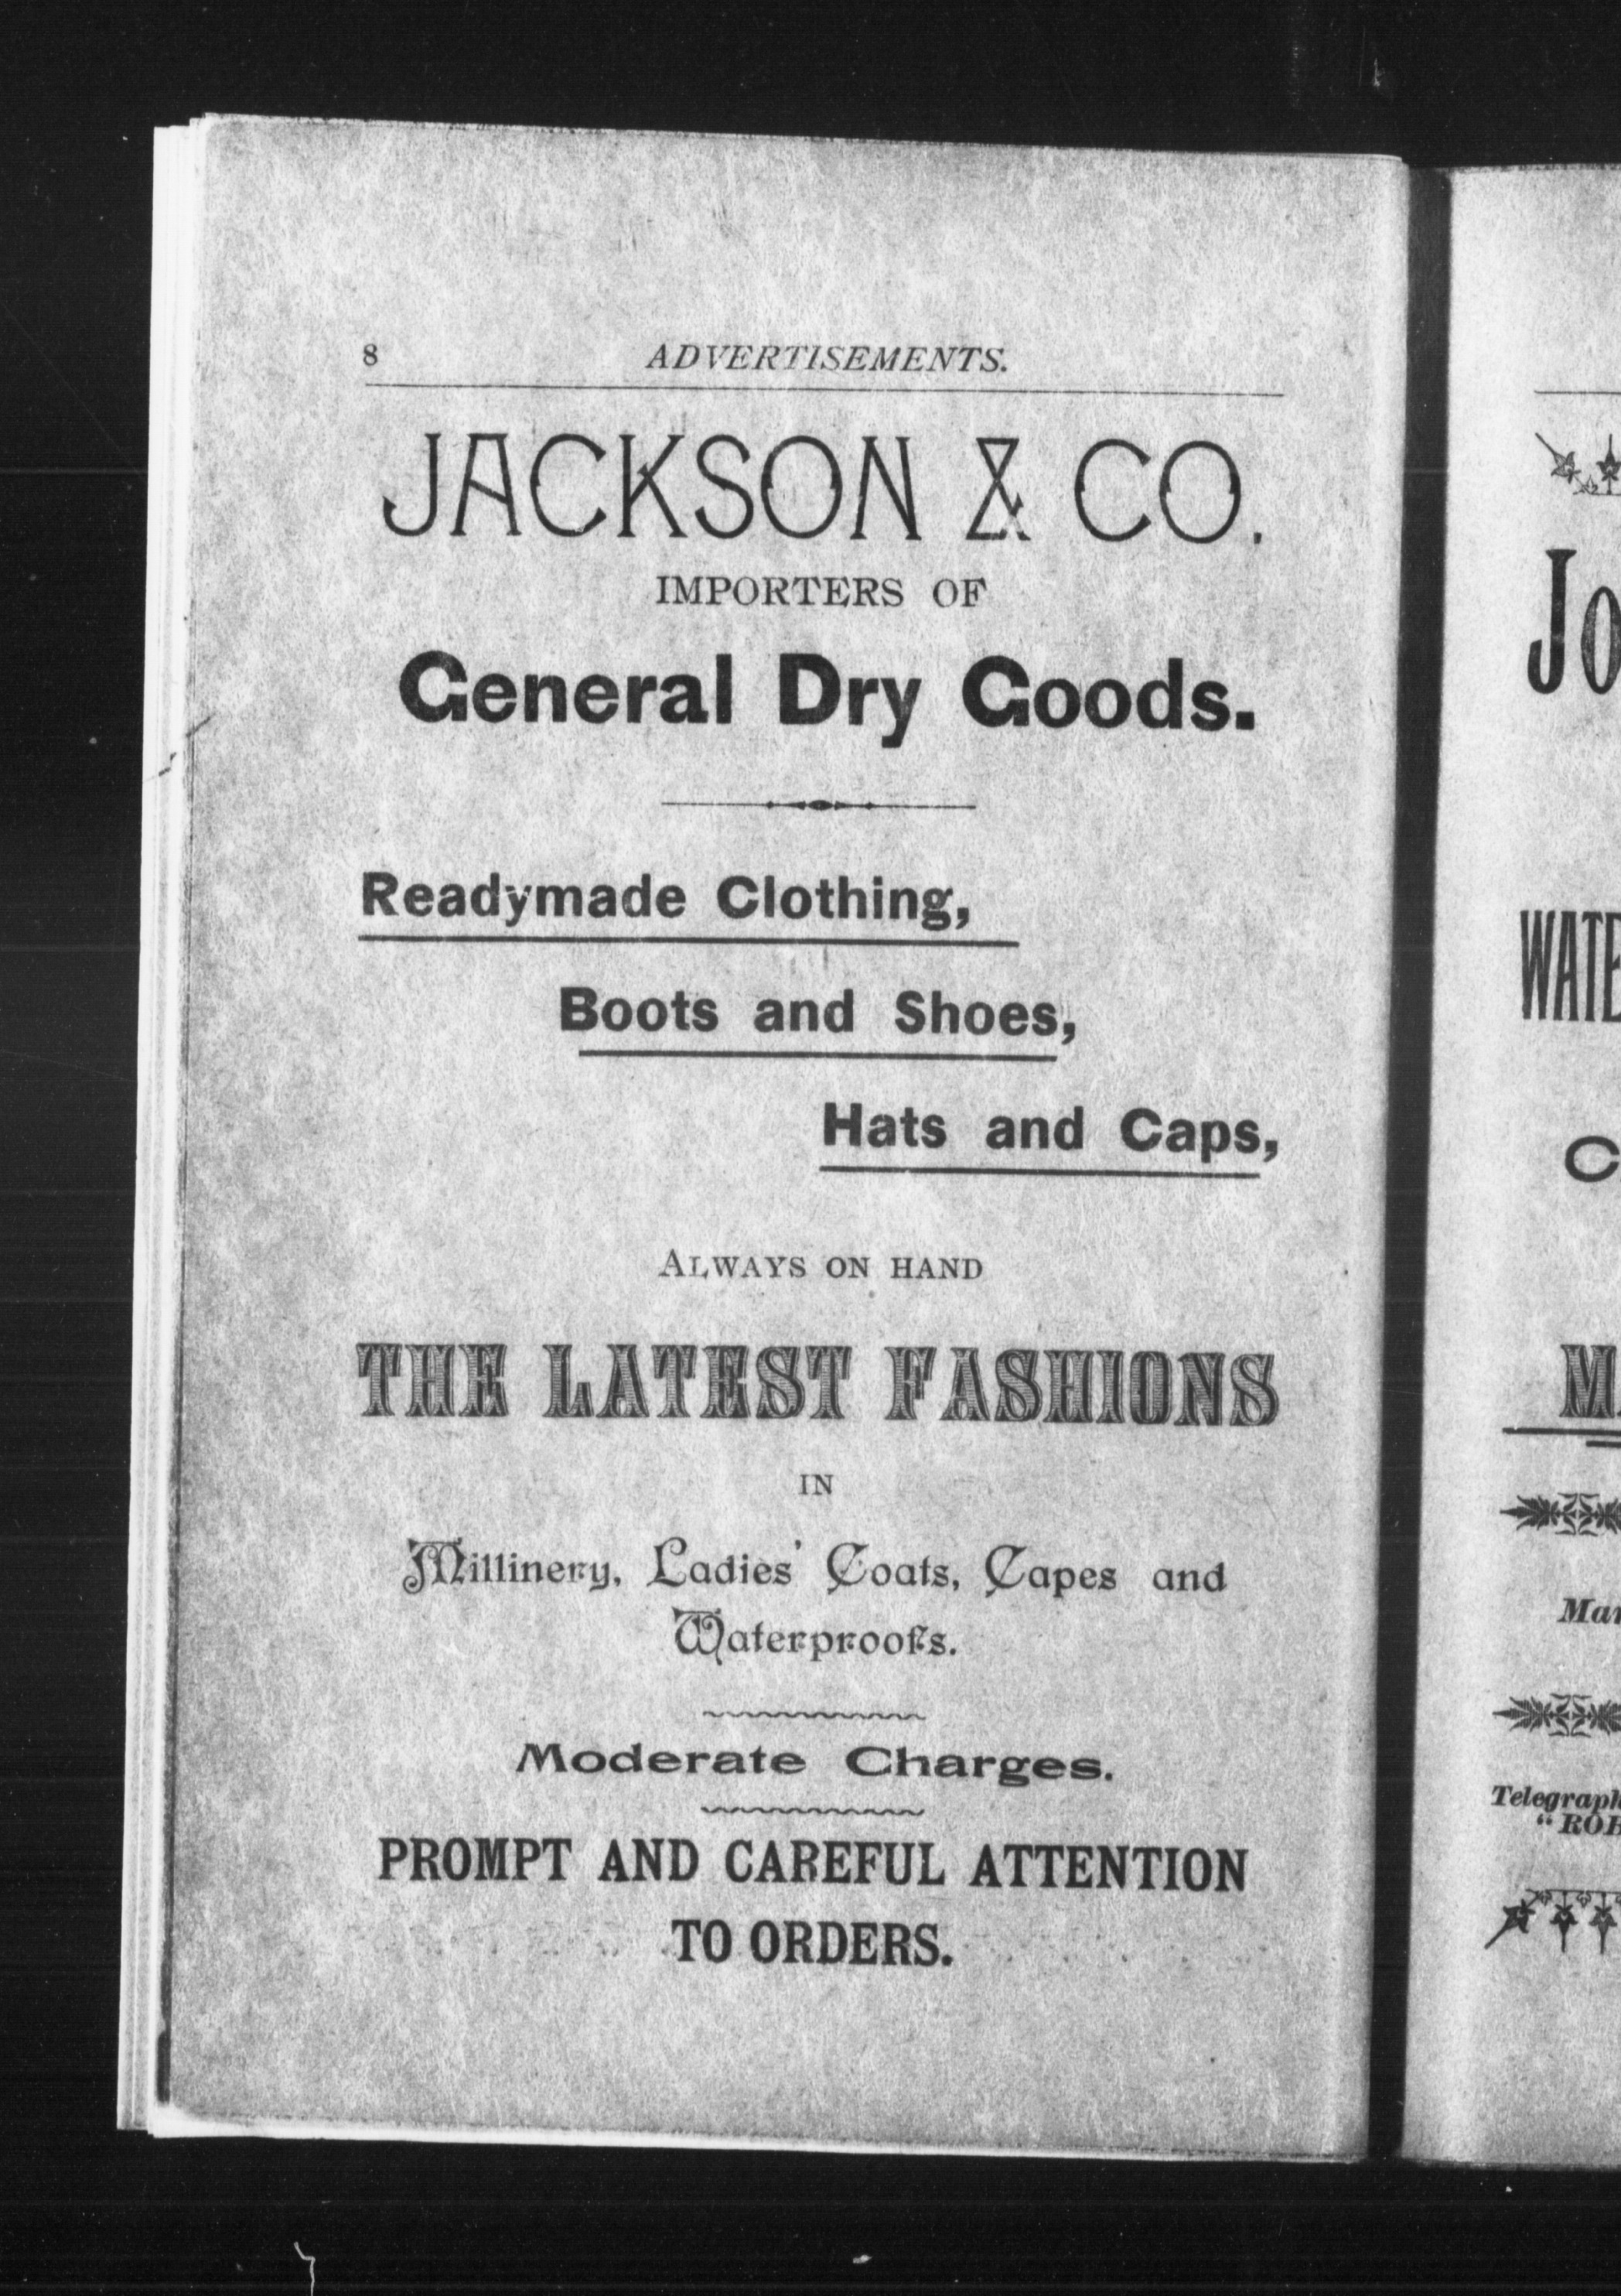 8 ADVERTISEMENTS.
JACKSON & CO.
IMPORTERS OF
General Dry Goods.
Readymade Clothing,
Boots and Shoes,
Hats and Caps,
ALWAYS ON HAND
THE LATEST FASHIONS
IN
Millinery, Ladies' Coats, Capes and
Waterproofs.
Moderate Charges.
PROMPT AND CAREFUL ATTENTION
TO ORDERS.